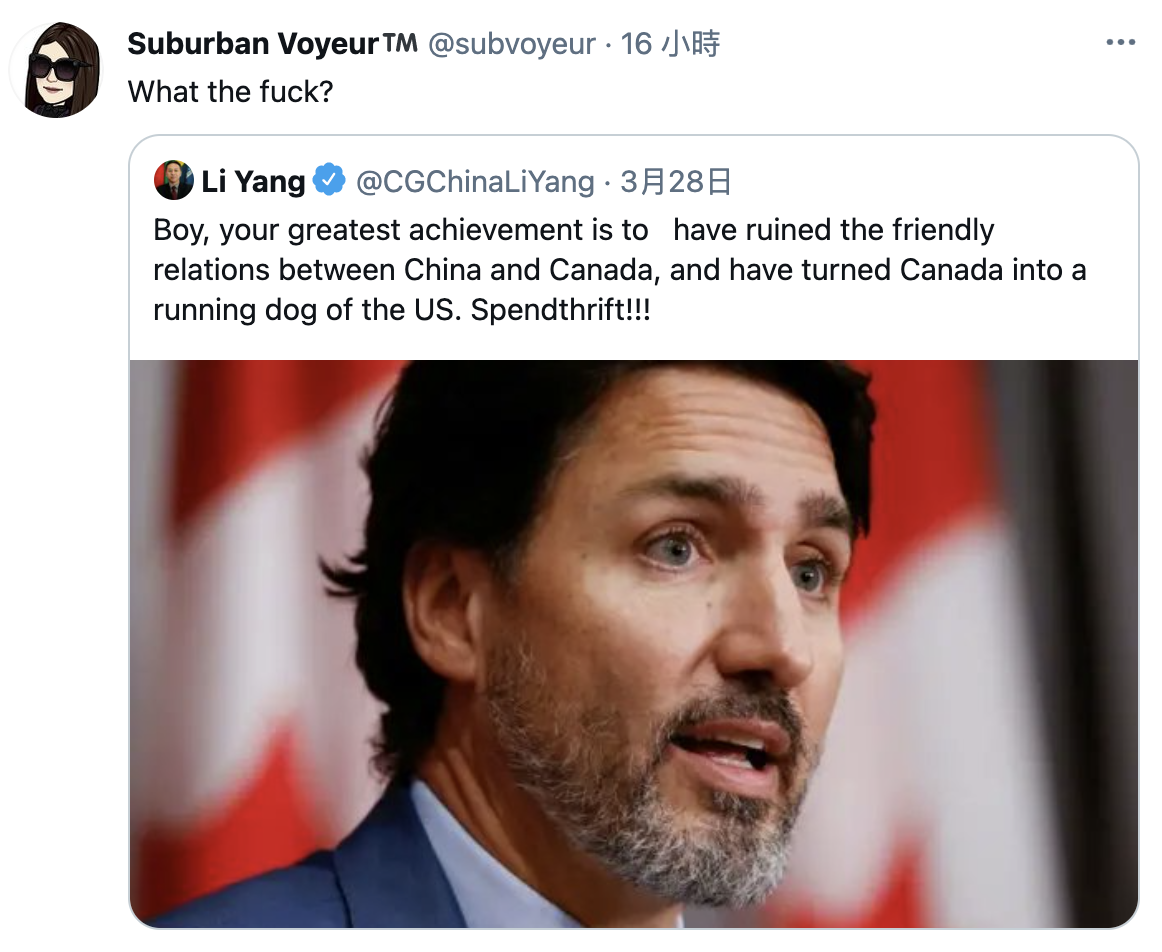 Suburban Voyeur™ @subvoyeur · 16 小時
What the fuck?
Li Yang @CGChinaLiYang · 3月28日
Boy, your greatest achievement is to   have ruined the friendly
relations between China and Canada, and have turned Canada into a
running dog of the US. Spendthrift!!!